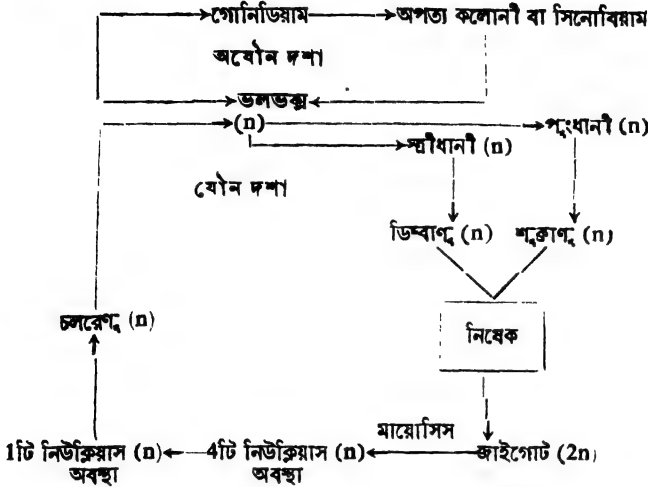 গোনিডিয়াম অপত্য কলোনী বা সিনোবিয়াম
অযৌন দশা
ভলভক্স
(n) পুংধানী (n)
স্ত্রীধানী (n)
যৌন দশা
ডিম্বাণু (n) শুক্রাণু (n)
চলরেণু (n)
নিষেক
মায়োসিস
1টি নিউক্লিয়াস (n) 4টি নিউক্লিয়াস (n) জাইগোট (2n)
অবস্থা অবস্থা